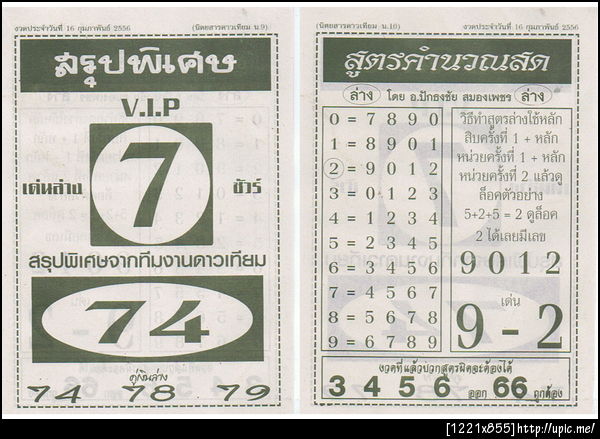 งวดประจำวันที่ 16 กุมภาพันธ์ 2556 (นิตยสารดาวเทียม น.9)
สรุปพิเศษ
V.I.P
7
เด่นล่าง ชัวร์
สรุปพิเศษจากทีมงานดาวเทียม
74
คู่เงินล่าง
74 78 79
(นิตยสารดาวเทียม น.10) งวดประจำวันที่ 16 กุมภาพันธ์ 2556
สูตรคำนวณสด
ล่าง โดย อ.ปักธงชัย สมองเพชร ล่าง
0 = 7 8 9 0
1 = 8 9 0 1
2 = 9 0 1 2
3 = 0 1 2 3
4 = 1 2 3 4
5 = 2 3 4 5
6 = 3 4 5 6
7 = 4 5 6 7
8 = 5 6 7 8
9 = 6 7 8 9
วิธีทำสูตรล่างใช้หลัก
สิบครั้งที่ 1 + หลัก
หน่วยครั้งที่ 1 + หลัก
หน่วยครั้งที่ 2 แล้วดู
ล็อคตัวอย่าง
5+2+5 = 2 ดูล็อค
2 ได้เลยมีเลข
9 0 1 2
เด่น
9 - 2
งวดที่แล้วบวกสูตรผิดจะต้องได้
3 4 5 6 ออก 66 ถูกต้อง
[1221x855]http://upic.me/